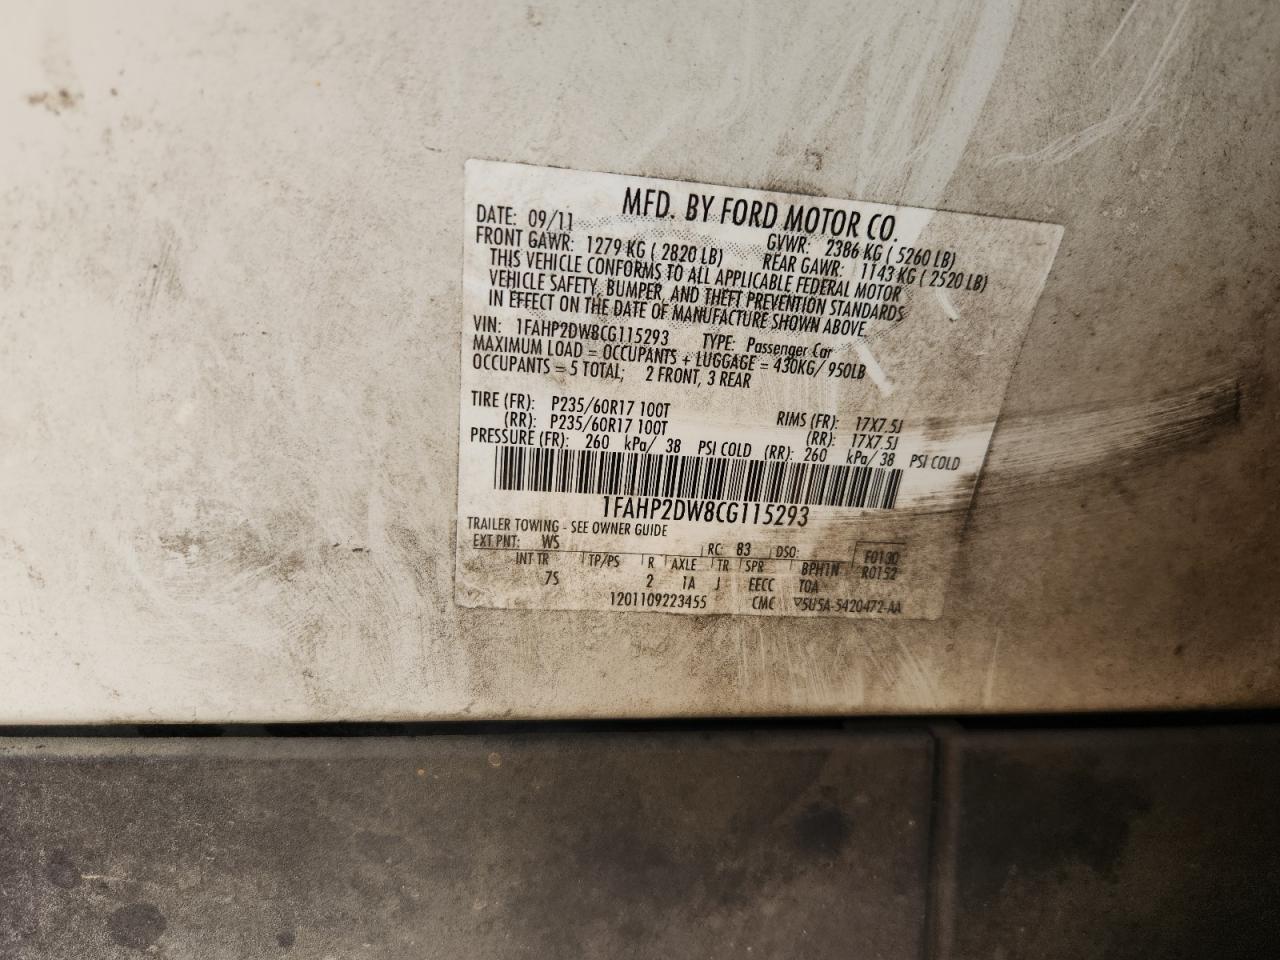 MFD. BY FORD MOTOR CO.
DATE: 09/11 GVWR: 2386 KG ( 5260 LB)
FRONT GAWR: 1279 KG ( 2820 LB) REAR GAWR: 1143 KG ( 2520 LB)
THIS VEHICLE CONFORMS TO ALL APPLICABLE FEDERAL MOTOR
VEHICLE SAFETY, BUMPER, AND THEFT PREVENTION STANDARDS
IN EFFECT ON THE DATE OF MANUFACTURE SHOWN ABOVE.
VIN: 1FAHP2DW8CG115293 TYPE: Passenger Car
MAXIMUM LOAD = OCCUPANTS + LUGGAGE = 430KG/ 950LB
OCCUPANTS = 5 TOTAL; 2 FRONT, 3 REAR
TIRE (FR): P235/60R17 100T RIMS (FR): 17X7.5J
(RR): P235/60R17 100T (RR): 17X7.5J
PRESSURE (FR): 260 kPa/ 38 PSI COLD (RR): 260 kPa/ 38 PSI COLD
1FAHP2DW8CG115293
TRAILER TOWING - SEE OWNER GUIDE
EXT PNT: WS RC: 83 DSO: F0130
INT TR TP/PS R AXLE TR SPR BPH1N R0152
7S 2 1A J EECC TOA
1201109223455 CMC 5U5A-5420472-AA